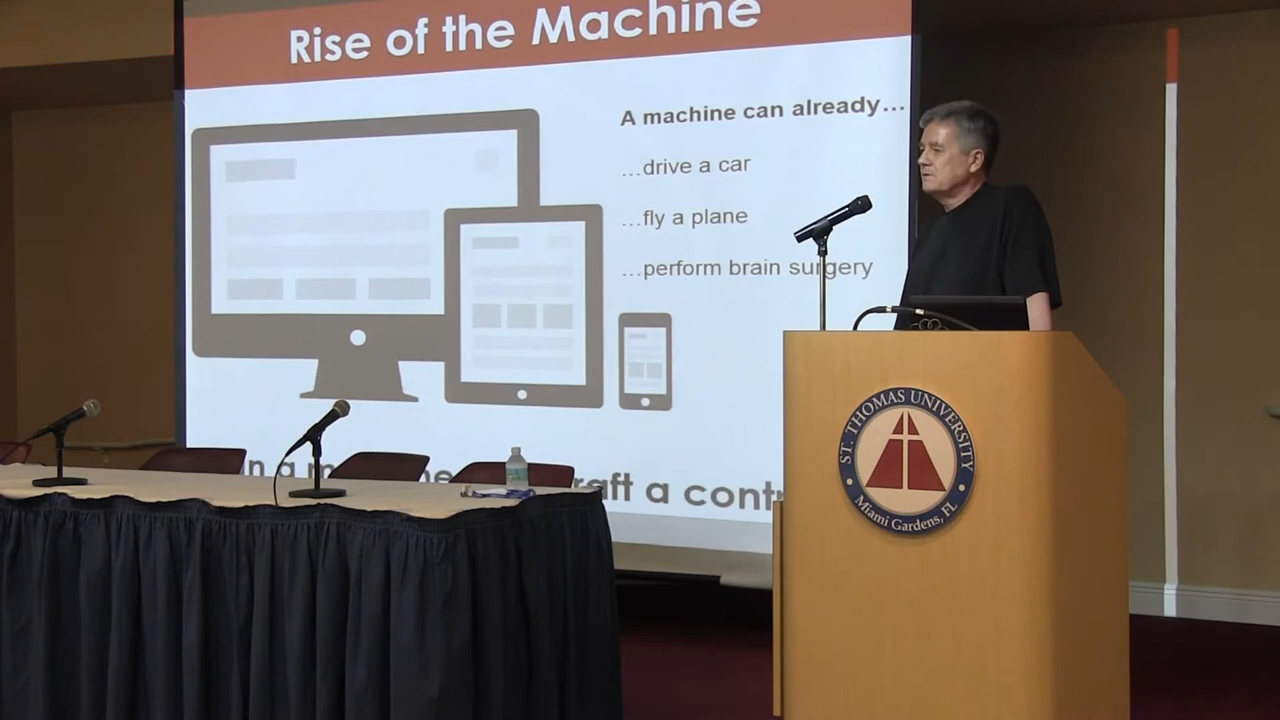 Rise of the Machine
A machine can already...
...drive a car
...fly a plane
...perform brain surgery
n a m ne raft a contr
ST. THOMAS UNIVERSITY
Miami Gardens, FL